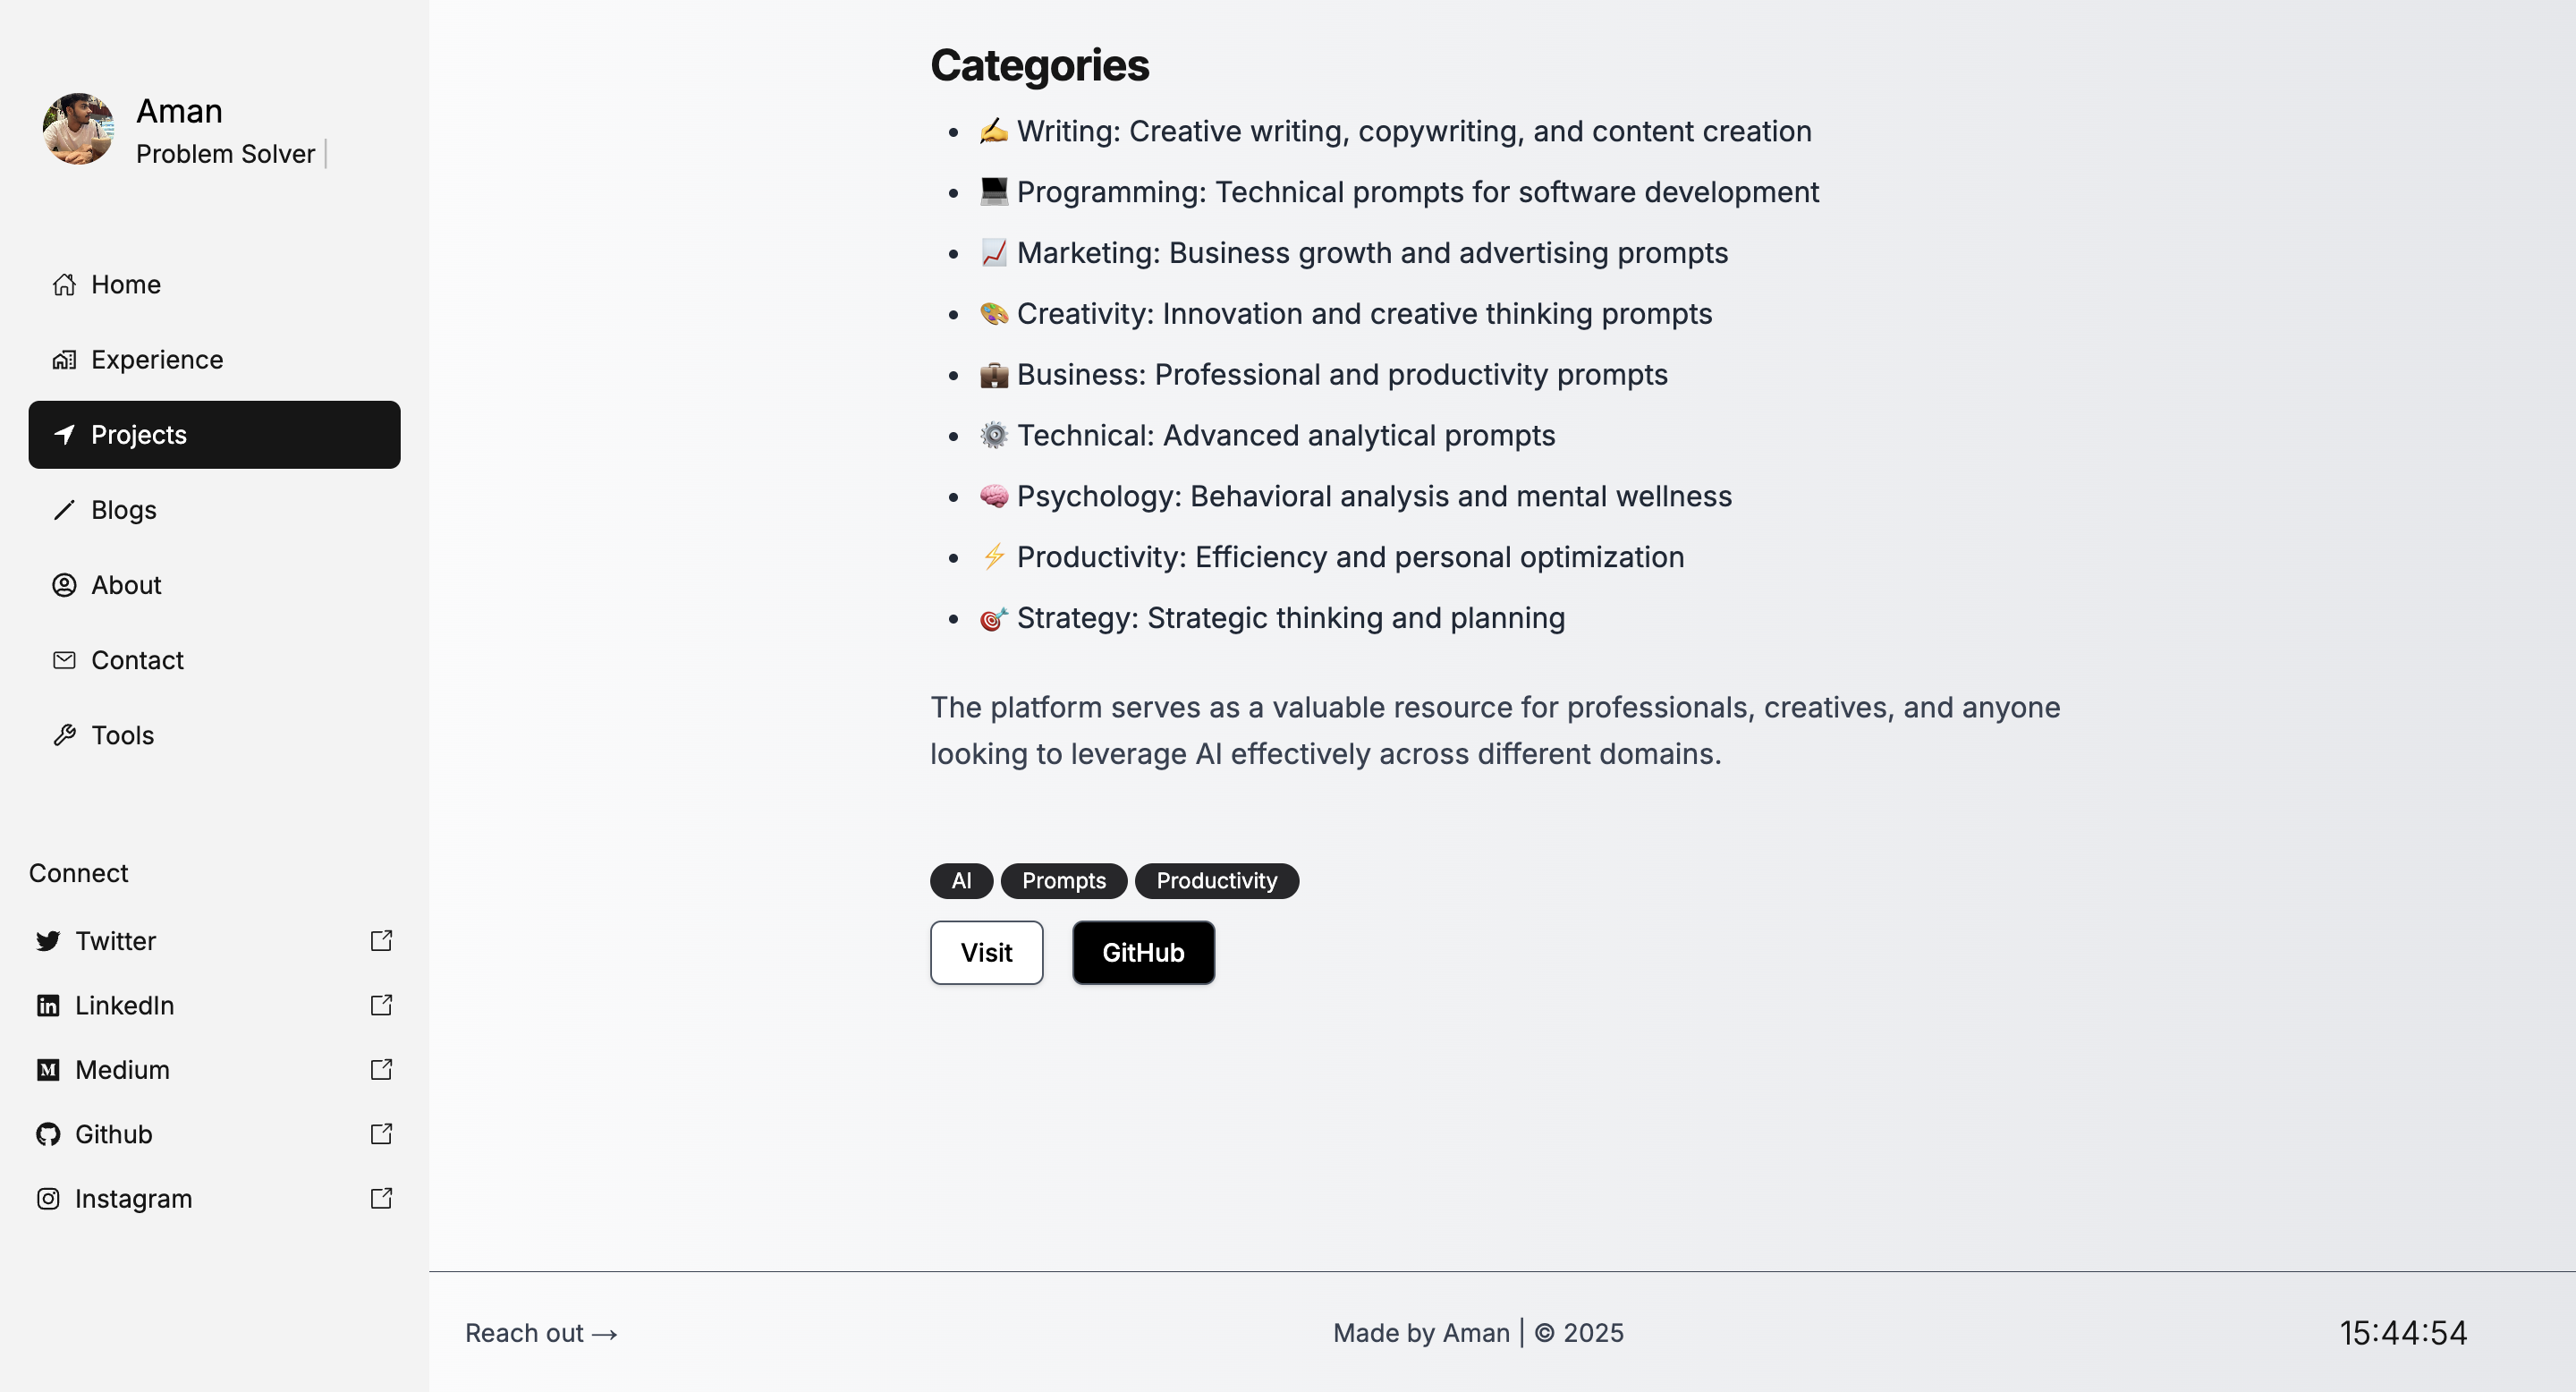 Aman
Problem Solver
Home
Experience
Projects
Blogs
About
Contact
Tools
Connect
Twitter
LinkedIn
Medium
Github
Instagram
Categories
• ✍️ Writing: Creative writing, copywriting, and content creation
• 💻 Programming: Technical prompts for software development
• 📈 Marketing: Business growth and advertising prompts
• 🎨 Creativity: Innovation and creative thinking prompts
• 💼 Business: Professional and productivity prompts
• ⚙️ Technical: Advanced analytical prompts
• 🧠 Psychology: Behavioral analysis and mental wellness
• ⚡ Productivity: Efficiency and personal optimization
• 🎯 Strategy: Strategic thinking and planning
The platform serves as a valuable resource for professionals, creatives, and anyone
looking to leverage AI effectively across different domains.
AI Prompts Productivity
Visit GitHub
Reach out → Made by Aman | © 2025 15:44:54